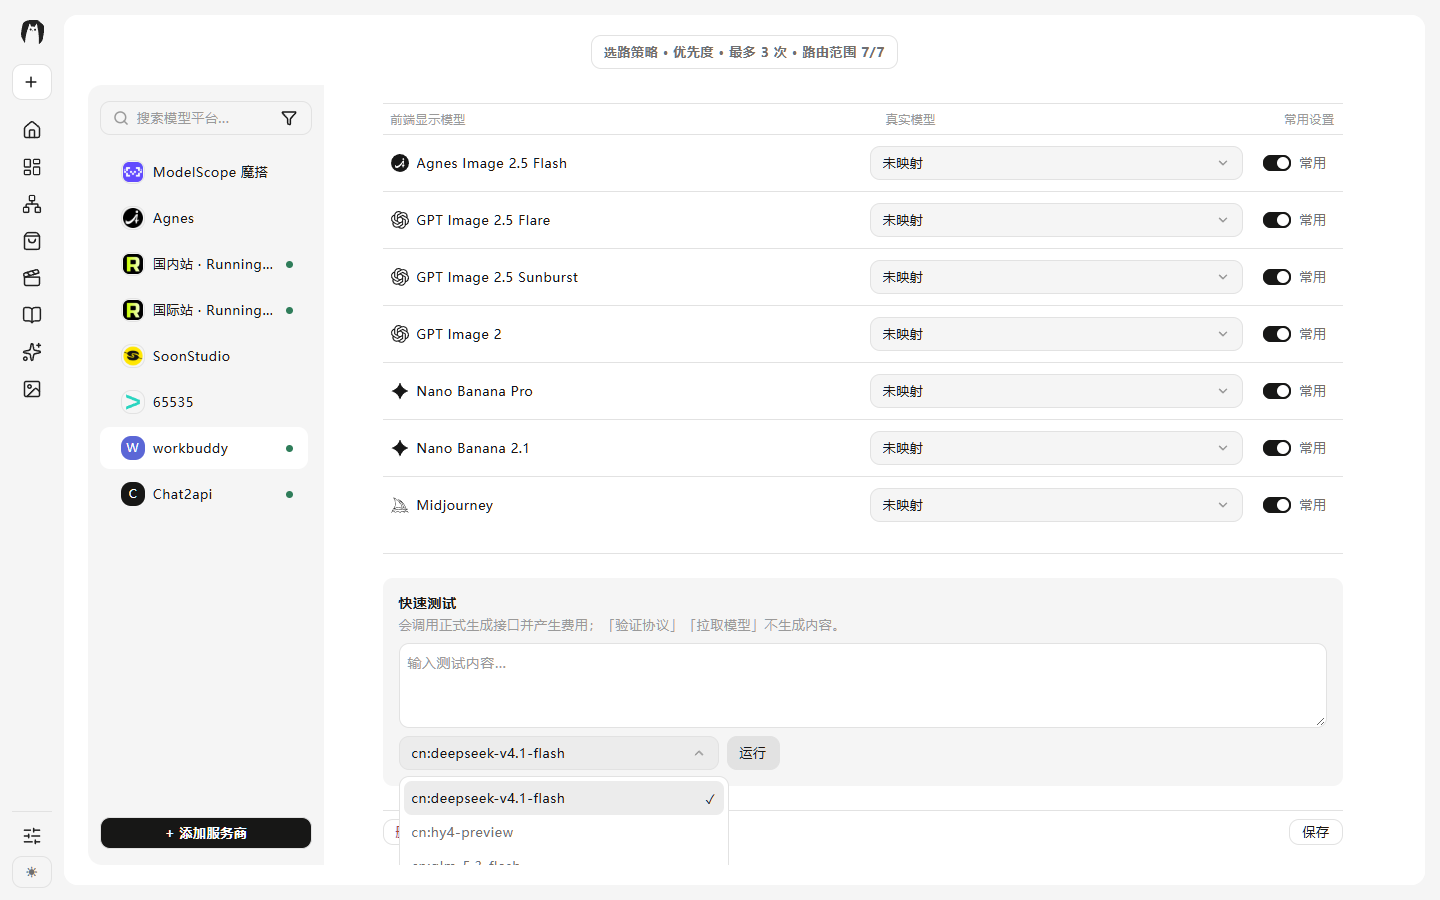 选路策略 • 优先度 • 最多 3 次 • 路由范围 7/7
搜索模型平台...
ModelScope 魔搭
Agnes
国内站 · Running...
国际站 · Running...
SoonStudio
65535
W workbuddy
C Chat2api
+ 添加服务商
前端显示模型 真实模型 常用设置
Agnes Image 2.5 Flash 未映射 常用
GPT Image 2.5 Flare 未映射 常用
GPT Image 2.5 Sunburst 未映射 常用
GPT Image 2 未映射 常用
Nano Banana Pro 未映射 常用
Nano Banana 2.1 未映射 常用
Midjourney 未映射 常用
快速测试
会调用正式生成接口并产生费用；「验证协议」「拉取模型」不生成内容。
输入测试内容...
cn:deepseek-v4.1-flash 运行
cn:deepseek-v4.1-flash ✓
cn:hy4-preview
保存